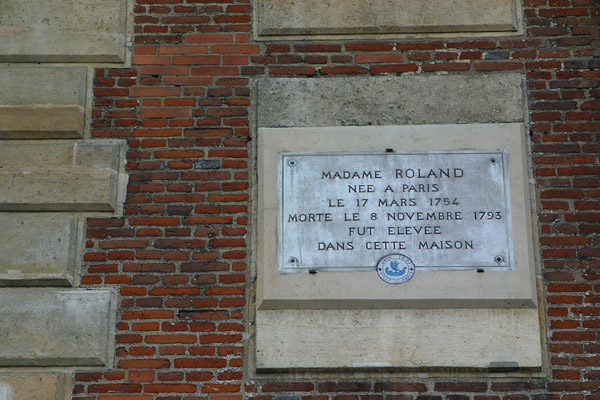 MADAME ROLAND
NÉE A PARIS
LE 17 MARS 1754
MORTE LE 8 NOVEMBRE 1793
FUT ELEVÉE
DANS CETTE MAISON